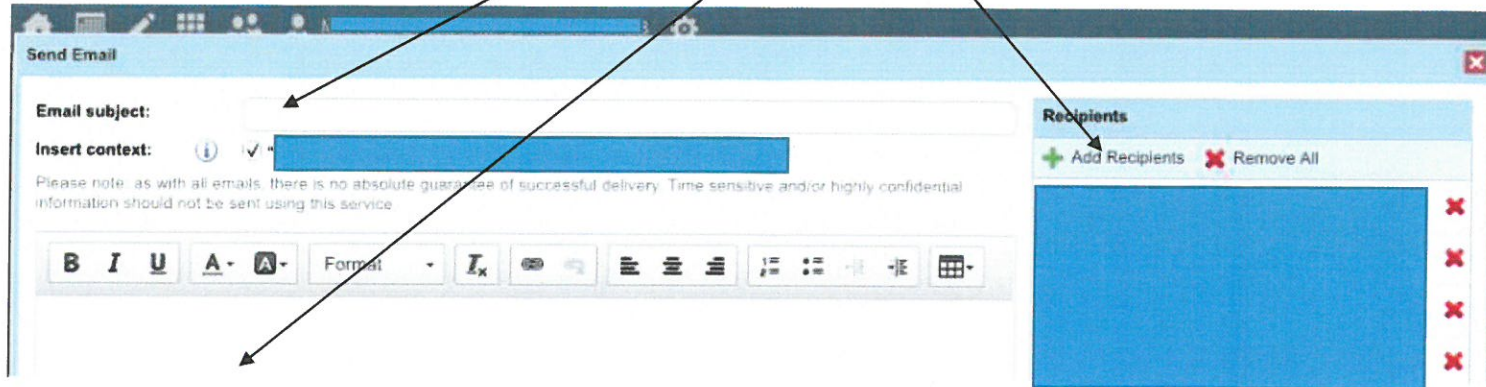 Send Email
Email subject:
Insert context:
Please note: as with all emails, there is no absolute guarantee of successful delivery. Time sensitive and/or highly confidential
information should not be sent using this service
B I U A A Format Ix
Recipients
Add Recipients Remove All